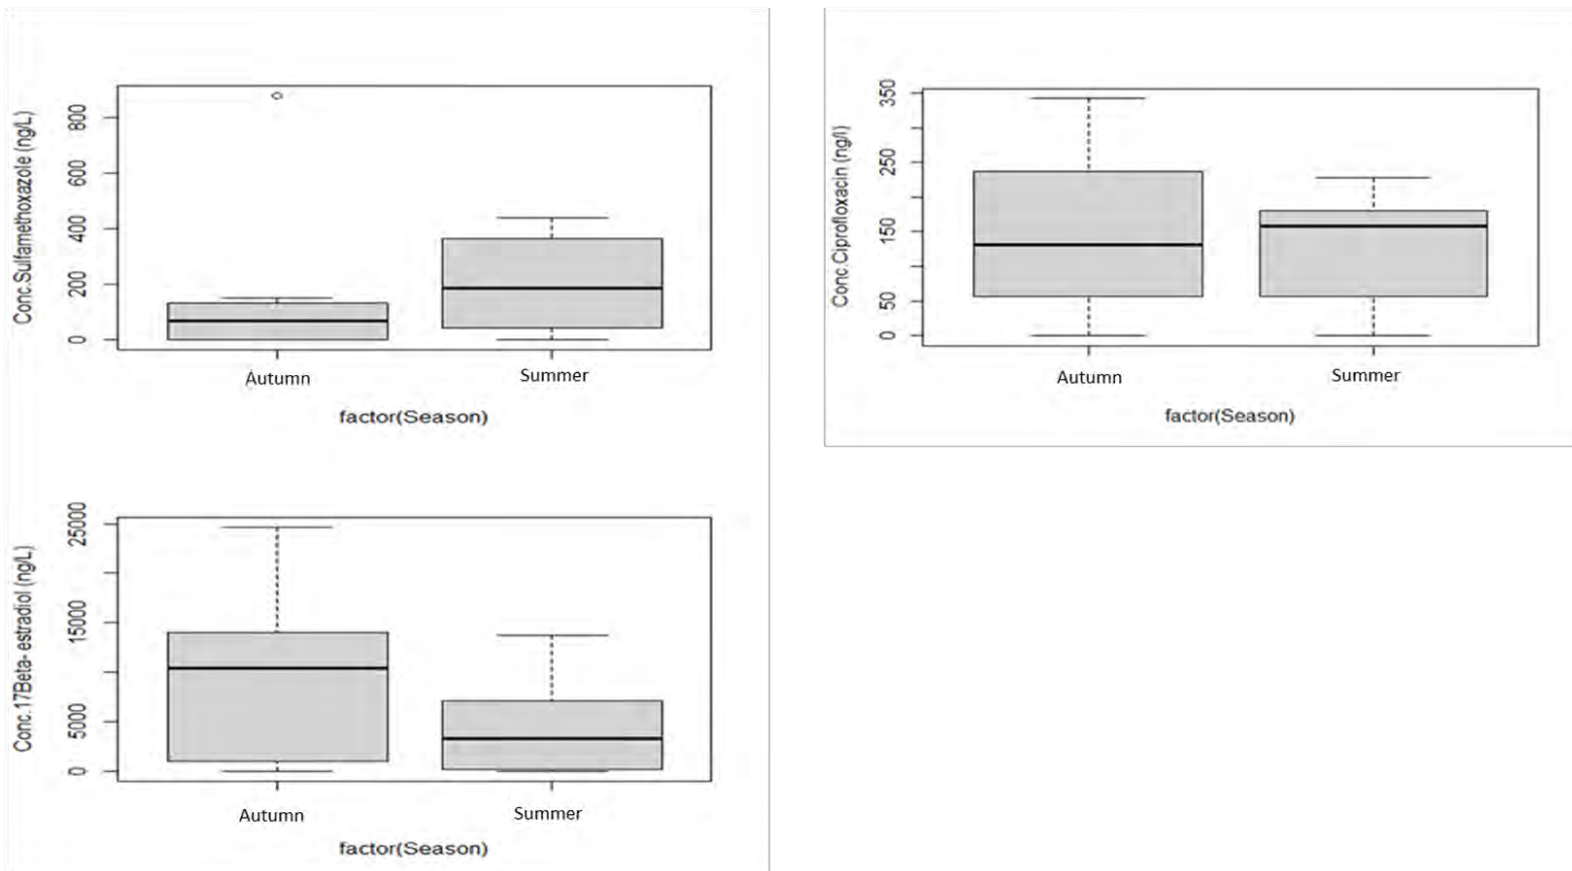 Conc.Sulfamethoxazole (ng/L)
800
600
400
200
0
Autumn
Summer
factor(Season)
Conc.Ciprofloxacin (ng/l)
350
250
150
50
0
Autumn
Summer
factor(Season)
Conc.17Beta- estradiol (ng/L)
25000
15000
5000
0
Autumn
Summer
factor(Season)